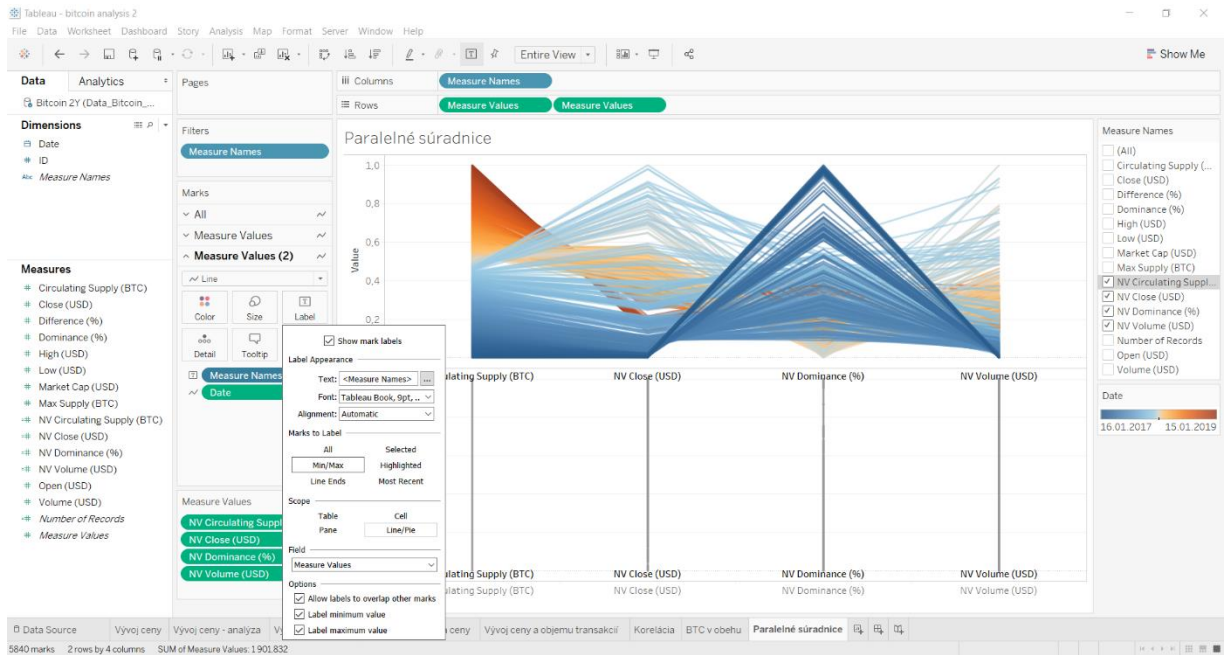 Tableau - bitcoin analysis 2
File Data Worksheet Dashboard Story Analysis Map Format Server Window Help
Entire View
Show Me
Data Analytics
Bitcoin 2Y (Data_Bitcoin_...
Dimensions
Date
ID
Abc Measure Names
Measures
Circulating Supply (BTC)
Close (USD)
Difference (%)
Dominance (%)
High (USD)
Low (USD)
Market Cap (USD)
Max Supply (BTC)
NV Circulating Supply (BTC)
NV Close (USD)
NV Dominance (%)
NV Volume (USD)
Open (USD)
Volume (USD)
Number of Records
Measure Values
Pages
Filters
Measure Names
Marks
All
Measure Values
Measure Values (2)
Line
Color Size Label
Detail Tooltip
Measure Names
Date
Measure Values
NV Circulating Suppl
NV Close (USD)
NV Dominance (%)
NV Volume (USD)
Show mark labels
Label Appearance
Text: <Measure Names> ...
Font: Tableau Book, 9pt, ...
Alignment: Automatic
Marks to Label
All Selected
Min/Max Highlighted
Line Ends Most Recent
Scope
Table Cell
Pane Line/Pie
Field
Measure Values
Options
Allow labels to overlap other marks
Label minimum value
Label maximum value
Columns Measure Names
Rows Measure Values Measure Values
Paralelné súradnice
Value
1,0
0,8
0,6
0,4
0,2
lating Supply (BTC) NV Close (USD) NV Dominance (%) NV Volume (USD)
lating Supply (BTC) NV Close (USD) NV Dominance (%) NV Volume (USD)
lating Supply (BTC) NV Close (USD) NV Dominance (%) NV Volume (USD)
Measure Names
(All)
Circulating Supply (...
Close (USD)
Difference (%)
Dominance (%)
High (USD)
Low (USD)
Market Cap (USD)
Max Supply (BTC)
NV Circulating Suppl...
NV Close (USD)
NV Dominance (%)
NV Volume (USD)
Number of Records
Open (USD)
Volume (USD)
Date
16.01.2017 15.01.2019
Data Source Vývoj ceny Vývoj ceny - analýza ceny Vývoj ceny a objemu transakcií Korelácia BTC v obehu Paralelné súradnice
5840 marks 2 rows by 4 columns SUM of Measure Values: 1 901.832